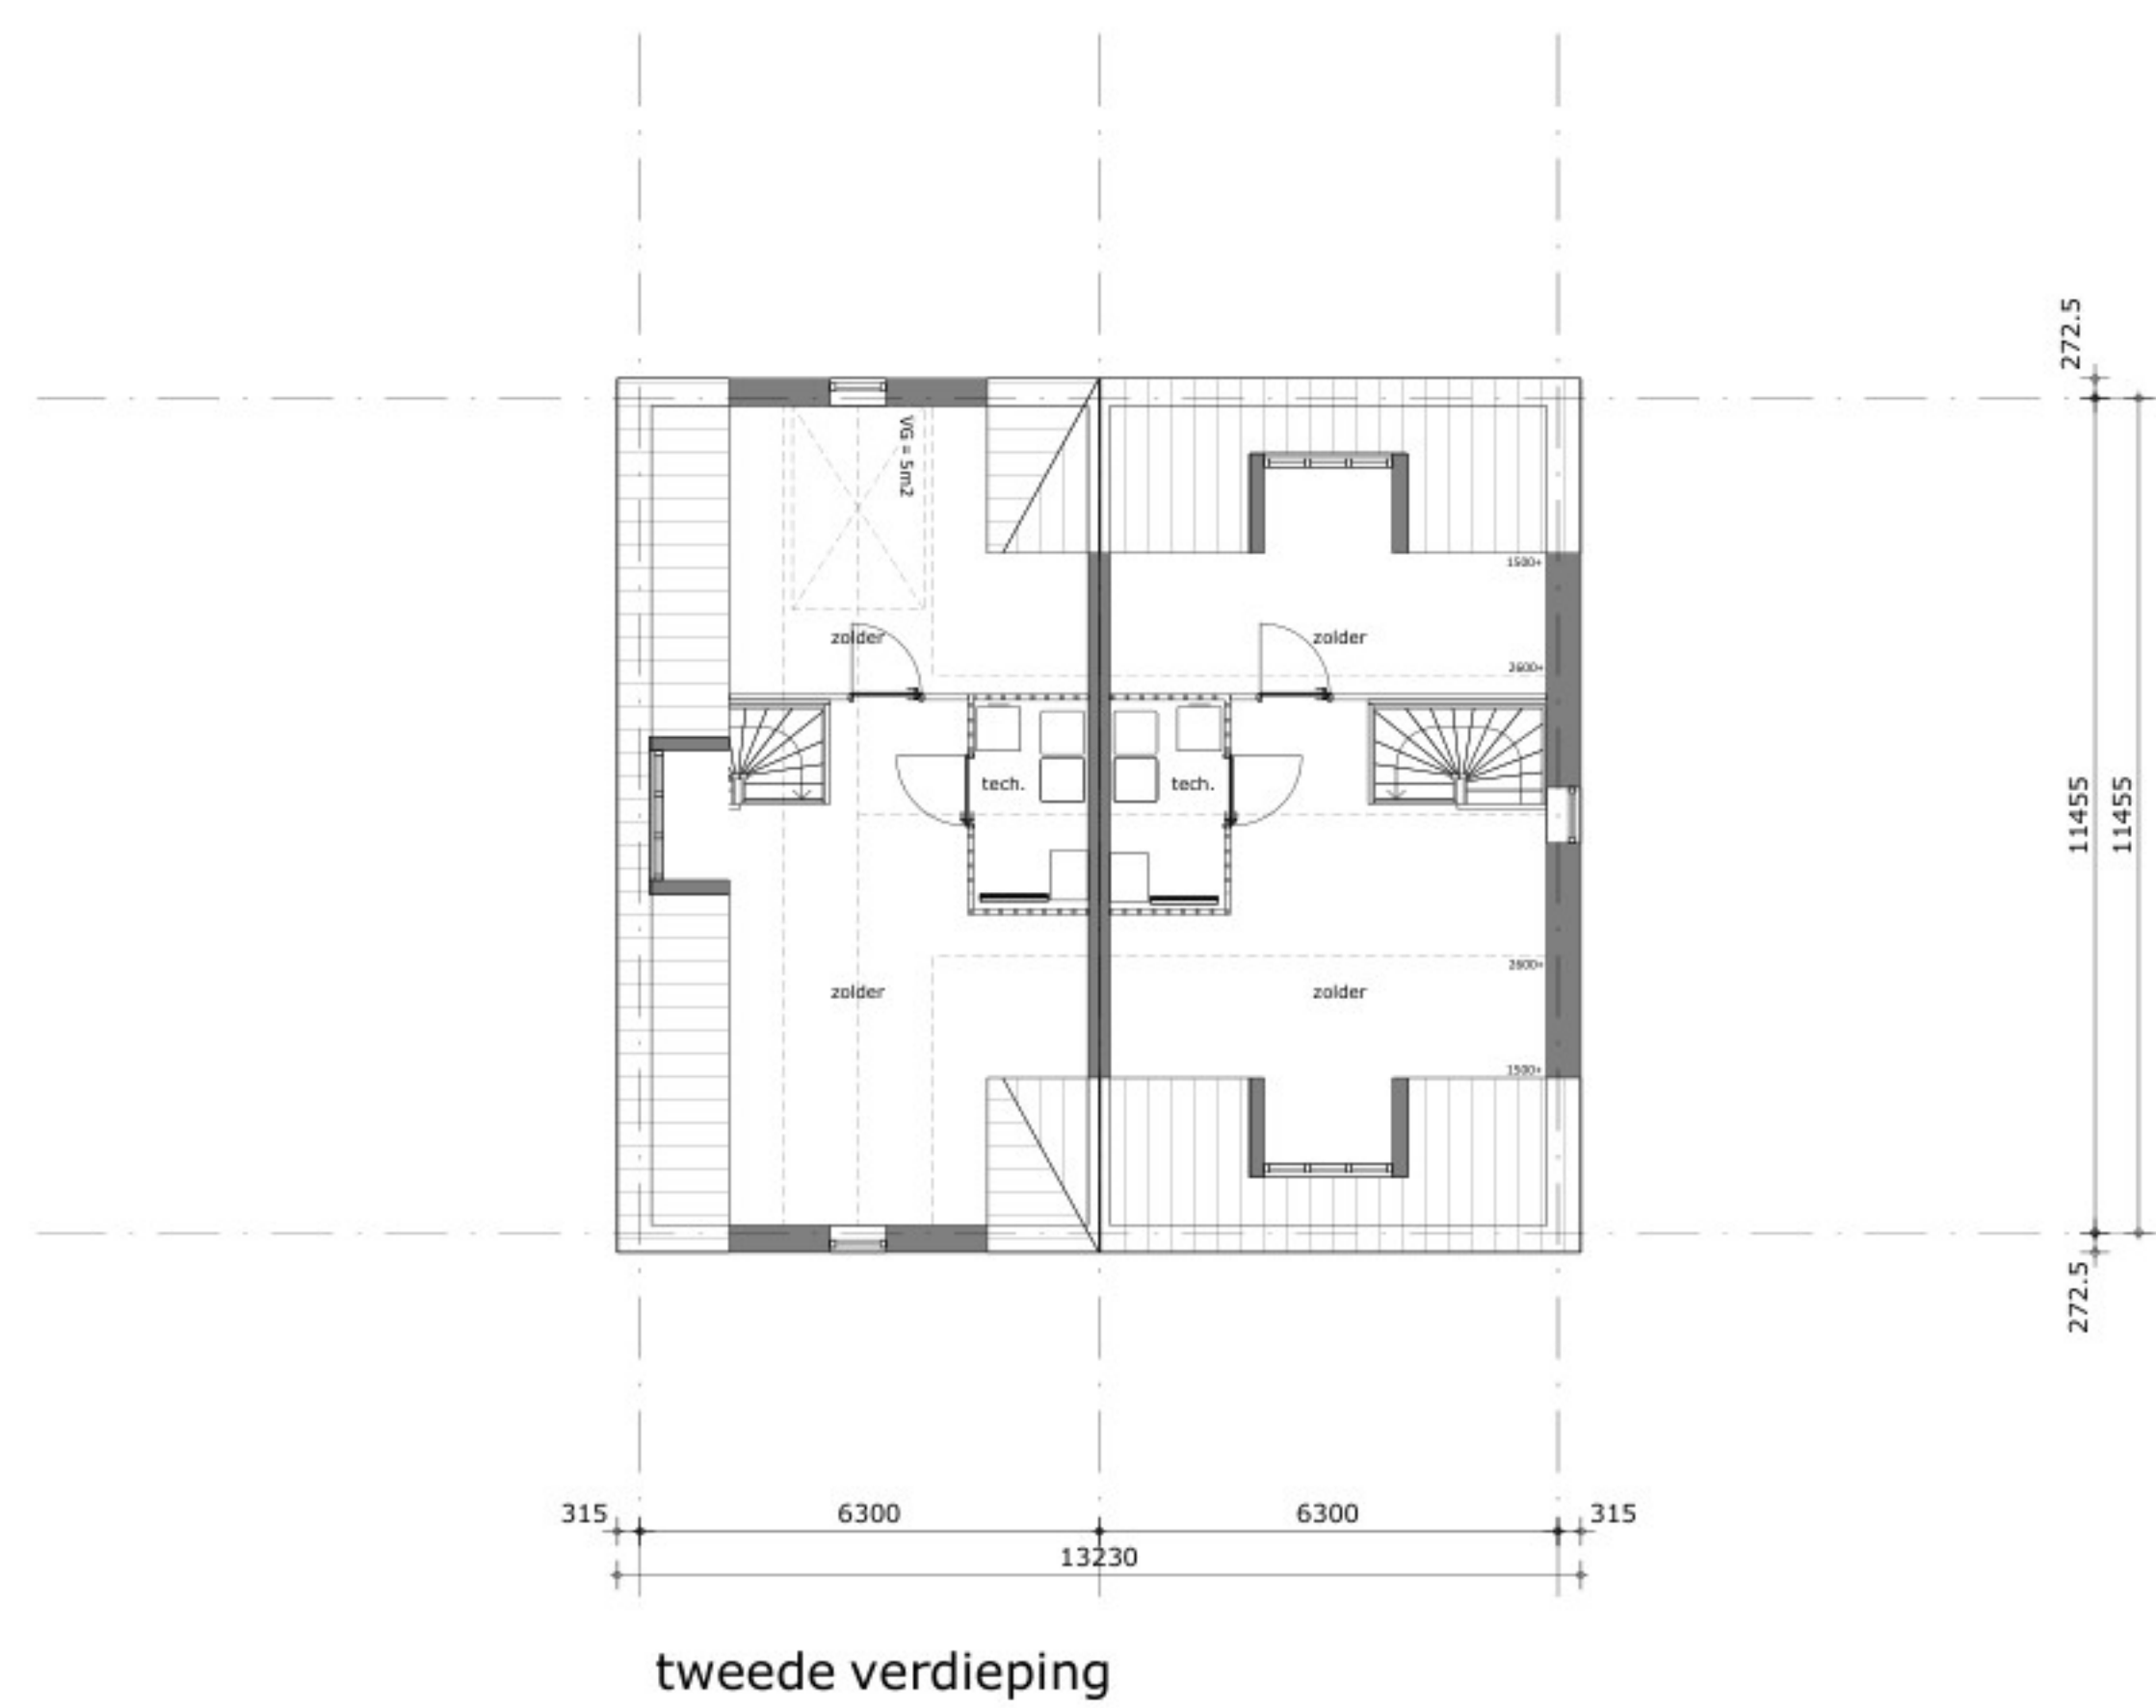 272.5
VG = 5m2
1500+
zolder
zolder
2600+
tech.
tech.
11455
11455
2600+
zolder
zolder
1500+
272.5
315
6300
6300
315
13230
tweede verdieping